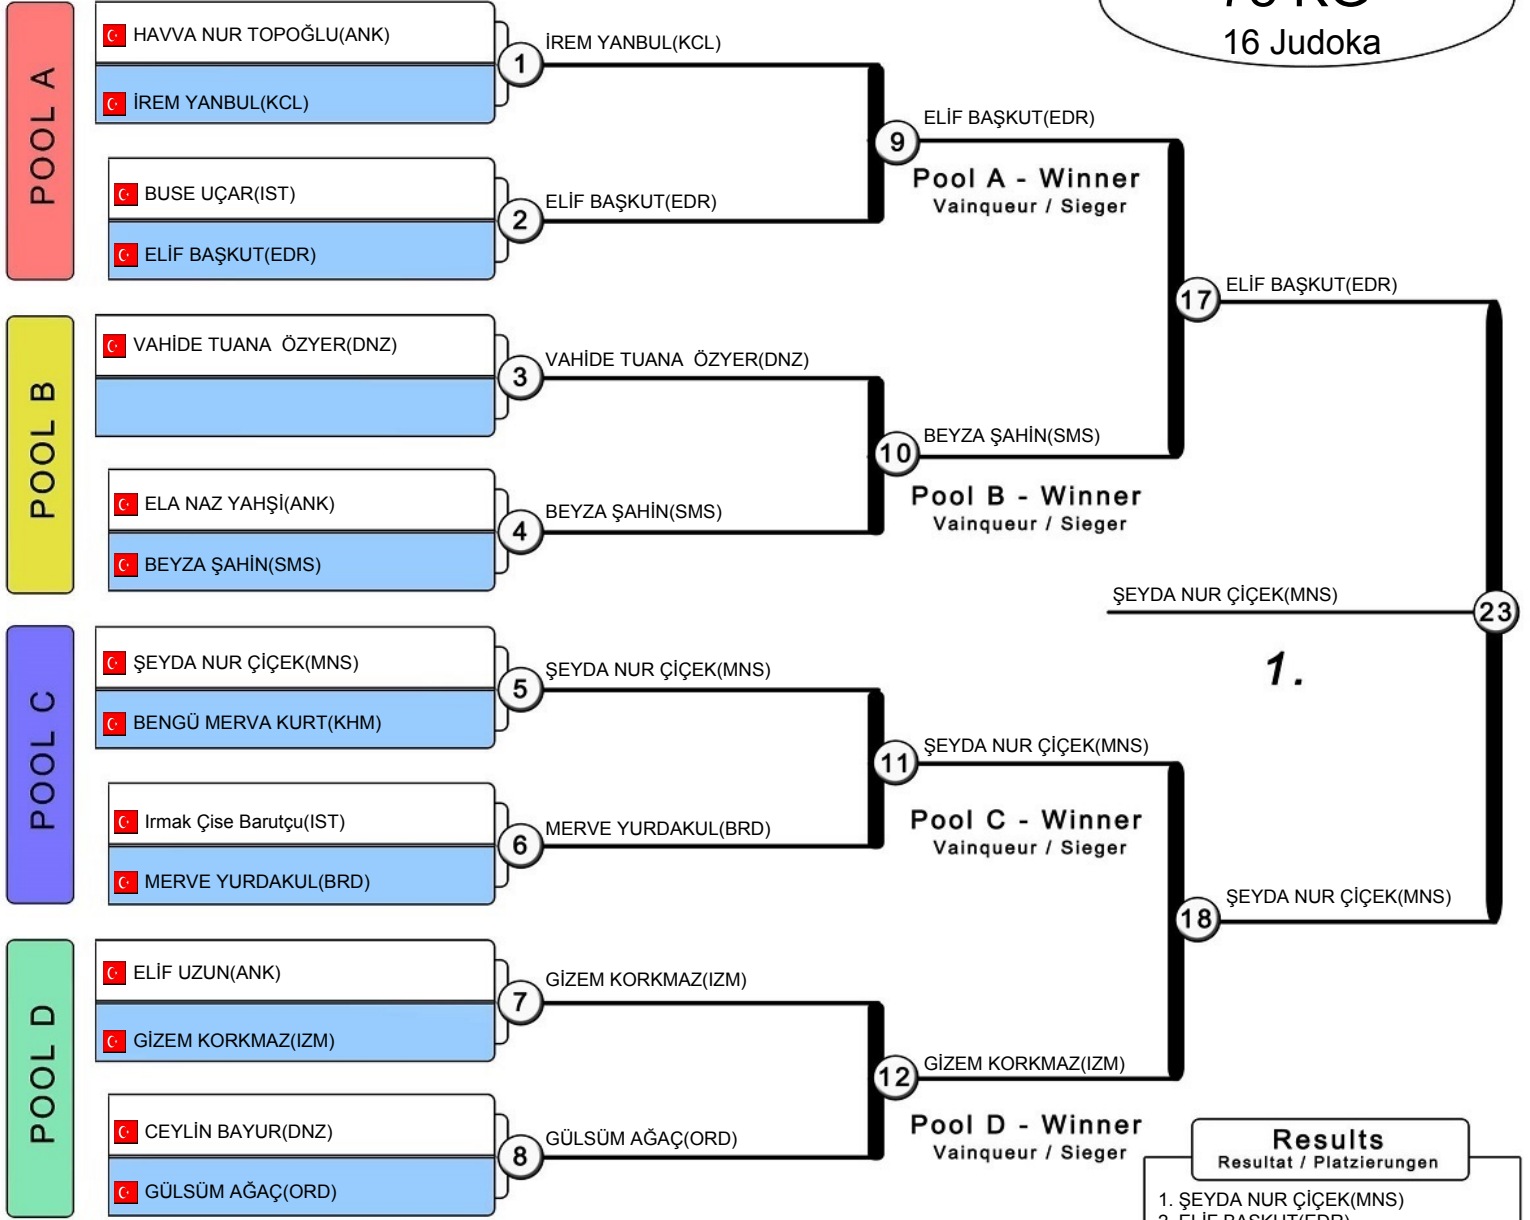 16 Judoka
POOL A
HAVVA NUR TOPOĞLU(ANK)
İREM YANBUL(KCL)
1
İREM YANBUL(KCL)
BUSE UÇAR(IST)
ELİF BAŞKUT(EDR)
2
ELİF BAŞKUT(EDR)
9
ELİF BAŞKUT(EDR)
Pool A - Winner
Vainqueur / Sieger
POOL B
VAHİDE TUANA ÖZYER(DNZ)
3
VAHİDE TUANA ÖZYER(DNZ)
ELA NAZ YAHŞİ(ANK)
BEYZA ŞAHİN(SMS)
4
BEYZA ŞAHİN(SMS)
10
BEYZA ŞAHİN(SMS)
Pool B - Winner
Vainqueur / Sieger
17
ELİF BAŞKUT(EDR)
POOL C
ŞEYDA NUR ÇİÇEK(MNS)
BENGÜ MERVA KURT(KHM)
5
ŞEYDA NUR ÇİÇEK(MNS)
Irmak Çise Barutçu(IST)
MERVE YURDAKUL(BRD)
6
MERVE YURDAKUL(BRD)
11
ŞEYDA NUR ÇİÇEK(MNS)
Pool C - Winner
Vainqueur / Sieger
POOL D
ELİF UZUN(ANK)
GİZEM KORKMAZ(IZM)
7
GİZEM KORKMAZ(IZM)
CEYLİN BAYUR(DNZ)
GÜLSÜM AĞAÇ(ORD)
8
GÜLSÜM AĞAÇ(ORD)
12
GİZEM KORKMAZ(IZM)
Pool D - Winner
Vainqueur / Sieger
18
ŞEYDA NUR ÇİÇEK(MNS)
ŞEYDA NUR ÇİÇEK(MNS)
23
1.
Results
Resultat / Platzierungen
1. ŞEYDA NUR ÇİÇEK(MNS)
2. ELİF BAŞKUT(EDR)